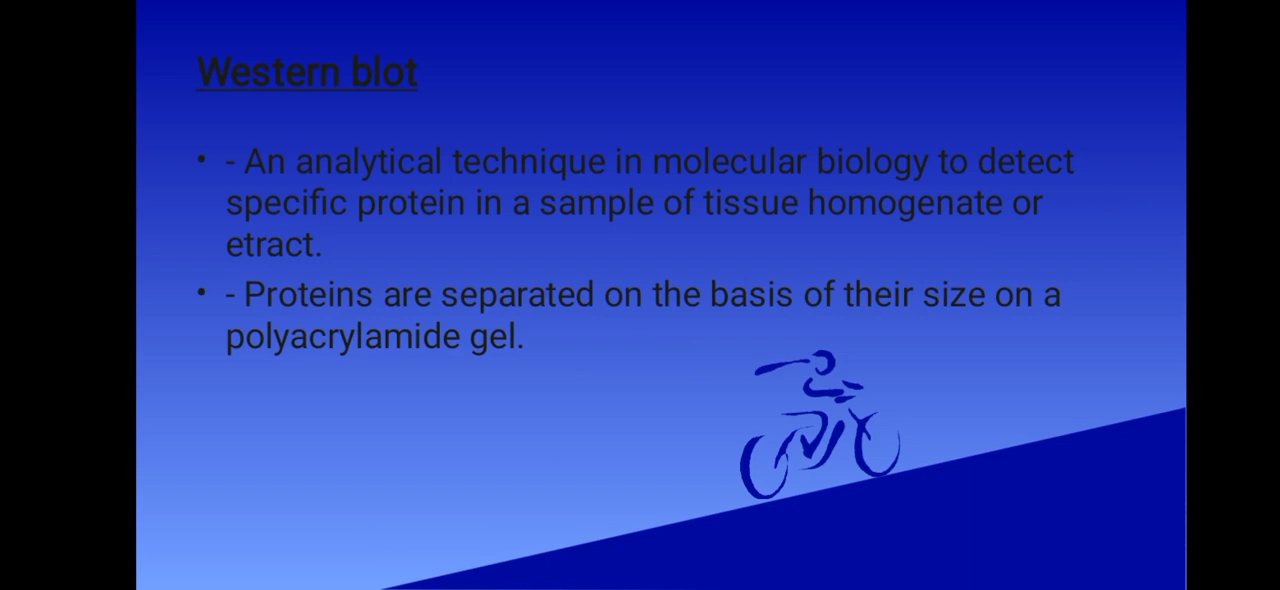 Western blot
• - An analytical technique in molecular biology to detect
specific protein in a sample of tissue homogenate or
etract.
• - Proteins are separated on the basis of their size on a
polyacrylamide gel.